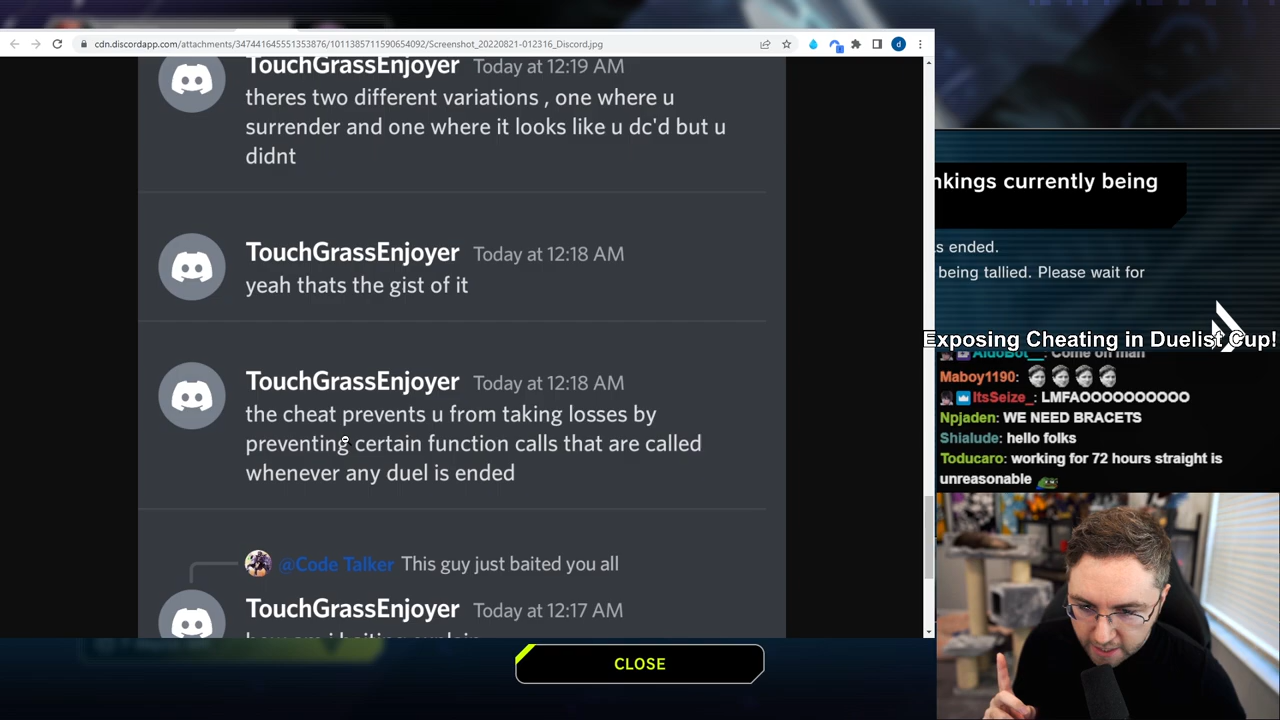 cdn.discordapp.com/attachments/347441645551353876/1011385711590654092/Screenshot_20220821-012316_Discord.jpg
TouchGrassEnjoyer Today at 12:19 AM
theres two different variations , one where u
surrender and one where it looks like u dc'd but u
didnt
TouchGrassEnjoyer Today at 12:18 AM
yeah thats the gist of it
TouchGrassEnjoyer Today at 12:18 AM
the cheat prevents u from taking losses by
preventing certain function calls that are called
whenever any duel is ended
@Code Talker This guy just baited you all
TouchGrassEnjoyer Today at 12:17 AM
CLOSE
nkings currently being
s ended.
being tallied. Please wait for
Exposing Cheating in Duelist Cup!
AldoBot__: Come on man
Maboy1190:
ItsSeize_: LMFAOOOOOOOOOO
Npjaden: WE NEED BRACETS
Shialude: hello folks
Toducaro: working for 72 hours straight is
unreasonable